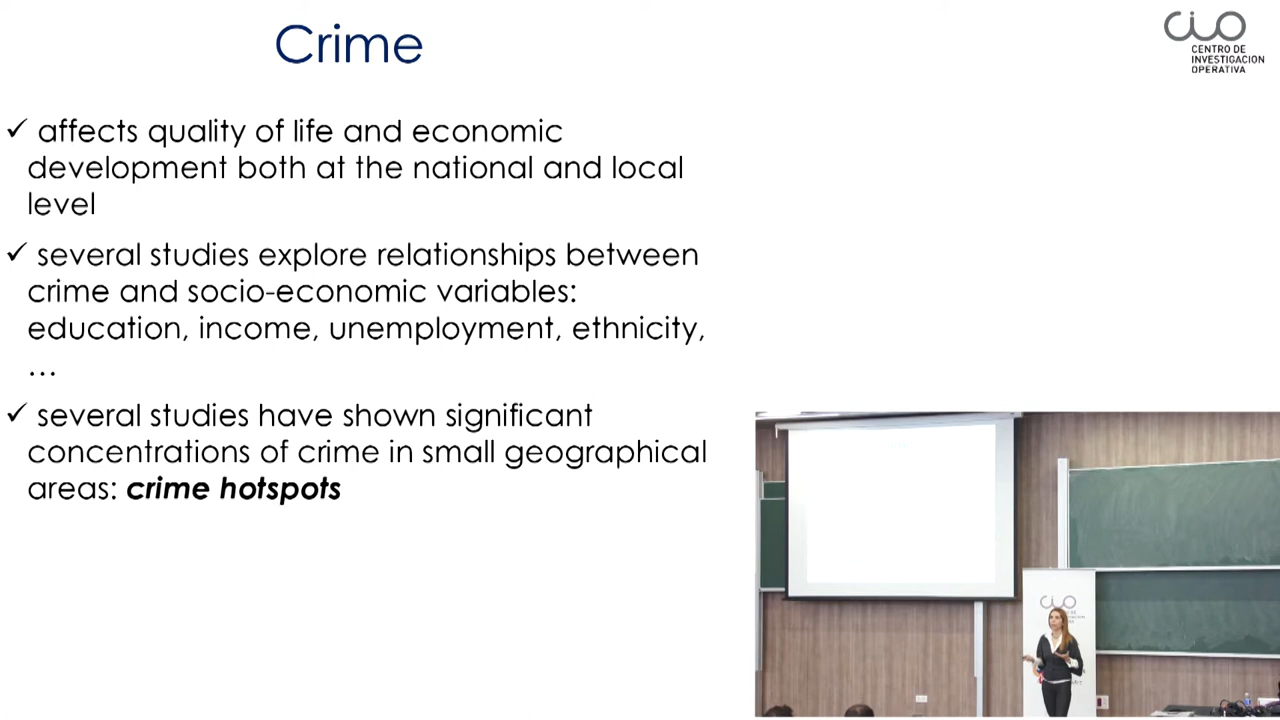 Crime
CENTRO DE
INVESTIGACION
OPERATIVA
✓ affects quality of life and economic
development both at the national and local
level
✓ several studies explore relationships between
crime and socio-economic variables:
education, income, unemployment, ethnicity,
...
✓ several studies have shown significant
concentrations of crime in small geographical
areas: crime hotspots